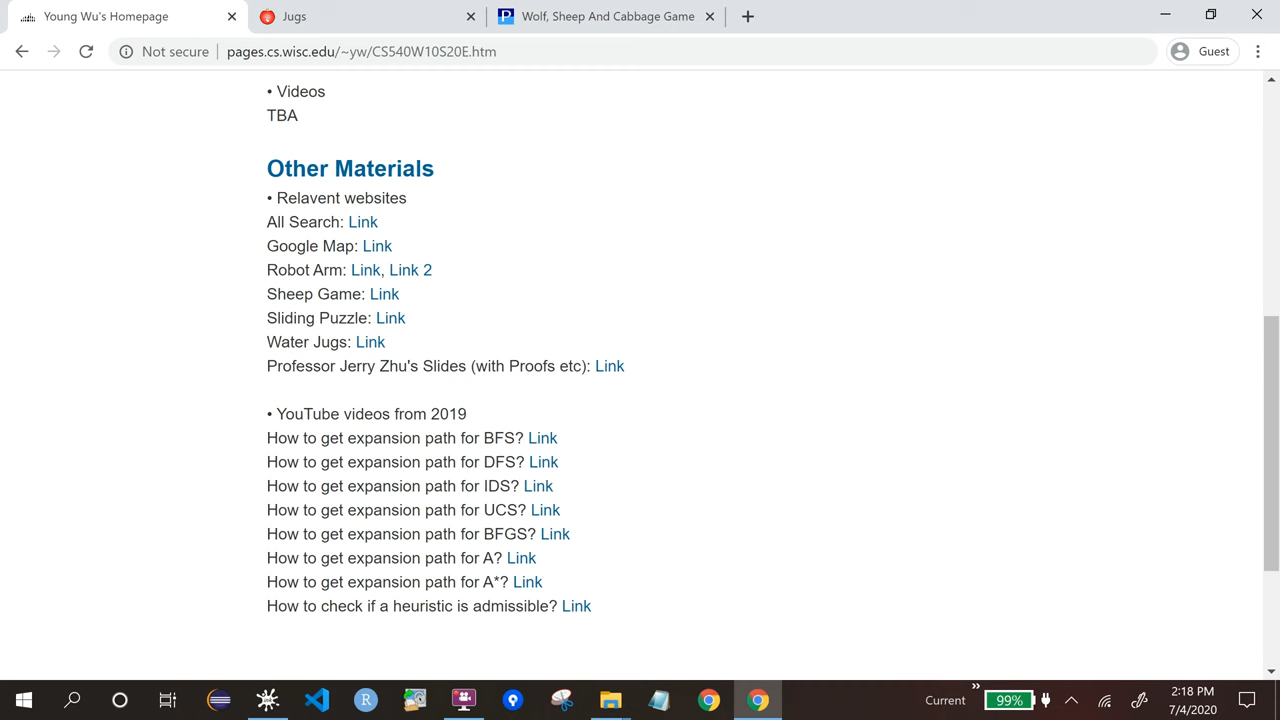 Young Wu's Homepage
Jugs
Wolf, Sheep And Cabbage Game
Not secure
pages.cs.wisc.edu/~yw/CS540W10S20E.htm
Guest
• Videos
TBA
Other Materials
• Relavent websites
All Search: Link
Google Map: Link
Robot Arm: Link, Link 2
Sheep Game: Link
Sliding Puzzle: Link
Water Jugs: Link
Professor Jerry Zhu's Slides (with Proofs etc): Link
• YouTube videos from 2019
How to get expansion path for BFS? Link
How to get expansion path for DFS? Link
How to get expansion path for IDS? Link
How to get expansion path for UCS? Link
How to get expansion path for BFGS? Link
How to get expansion path for A? Link
How to get expansion path for A*? Link
How to check if a heuristic is admissible? Link
Current
99%
2:18 PM
7/4/2020